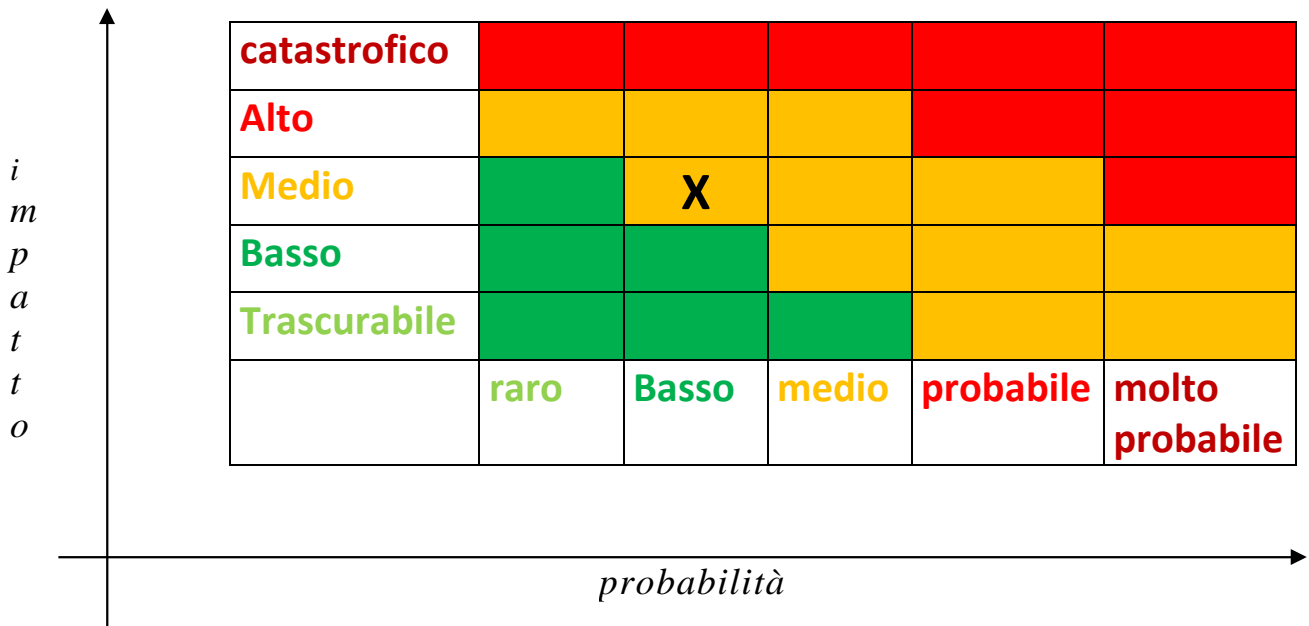 catastrofico
Alto
i
m
p
a
t
t
o
Medio
X
Basso
Trascurabile
raro Basso medio probabile molto
probabile
probabilità